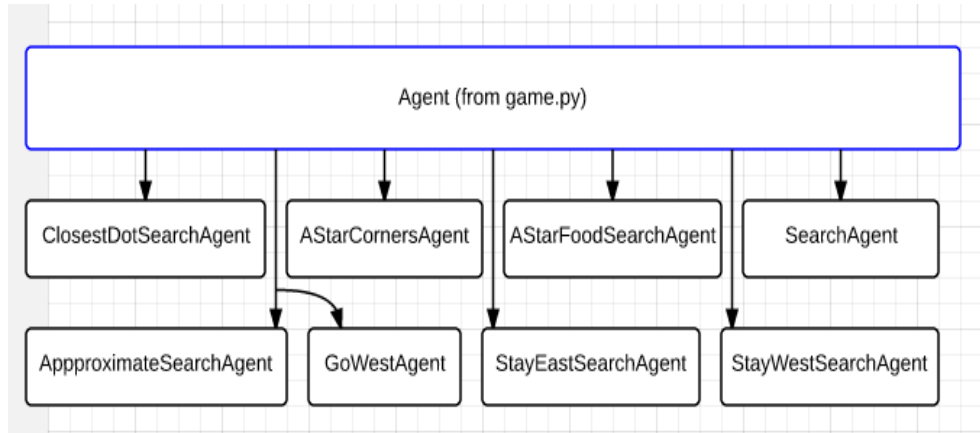 Agent (from game.py)
ClosestDotSearchAgent
AStarCornersAgent
AStarFoodSearchAgent
SearchAgent
AppproximateSearchAgent
GoWestAgent
StayEastSearchAgent
StayWestSearchAgent